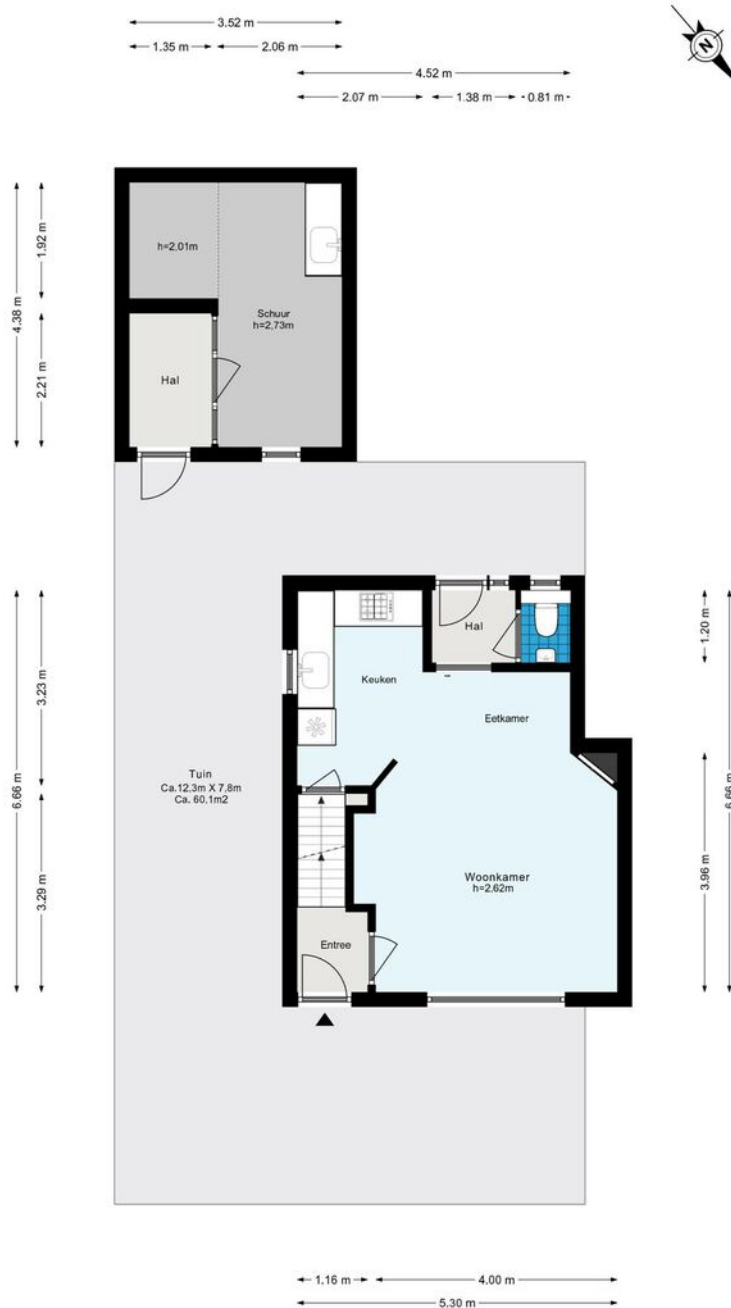 3.52 m
1.35 m
2.06 m
N
4.52 m
2.07 m
1.38 m
0.81 m
4.38 m
1.92 m
2.21 m
h=2,01m
Schuur
h=2,73m
Hal
6.66 m
3.23 m
3.29 m
Hal
Keuken
Eetkamer
Tuin
Ca.12,3m X 7,8m
Ca. 60,1m2
Woonkamer
h=2,62m
Entree
1.20 m
3.96 m
6.66 m
1.16 m
4.00 m
5.30 m